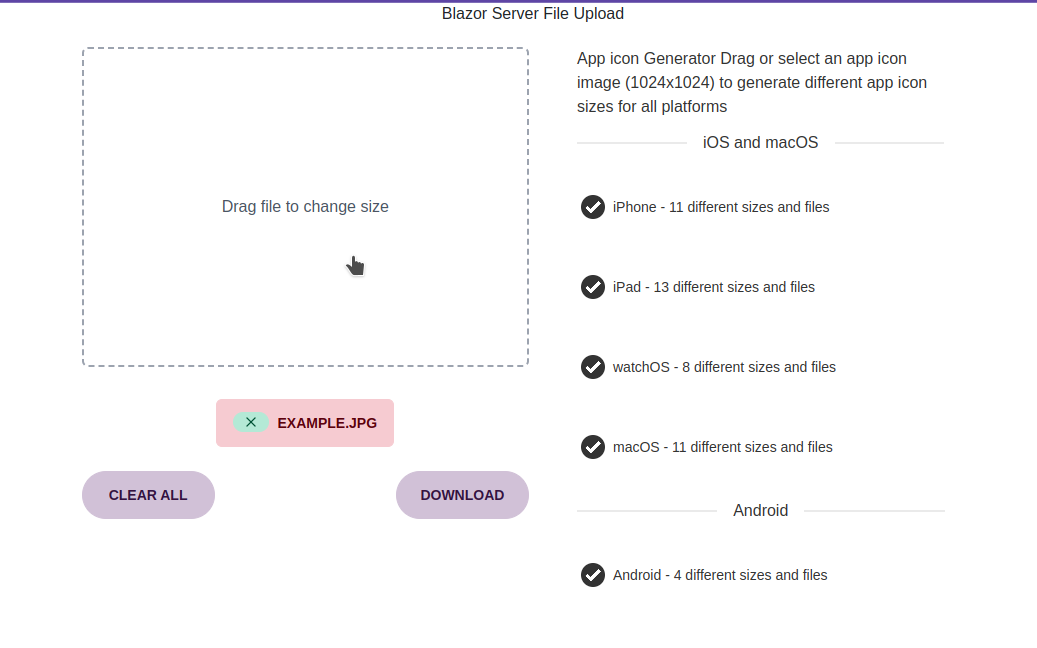 Blazor Server File Upload
Drag file to change size
EXAMPLE.JPG
CLEAR ALL
DOWNLOAD
App icon Generator Drag or select an app icon
image (1024x1024) to generate different app icon
sizes for all platforms
iOS and macOS
iPhone - 11 different sizes and files
iPad - 13 different sizes and files
watchOS - 8 different sizes and files
macOS - 11 different sizes and files
Android
Android - 4 different sizes and files